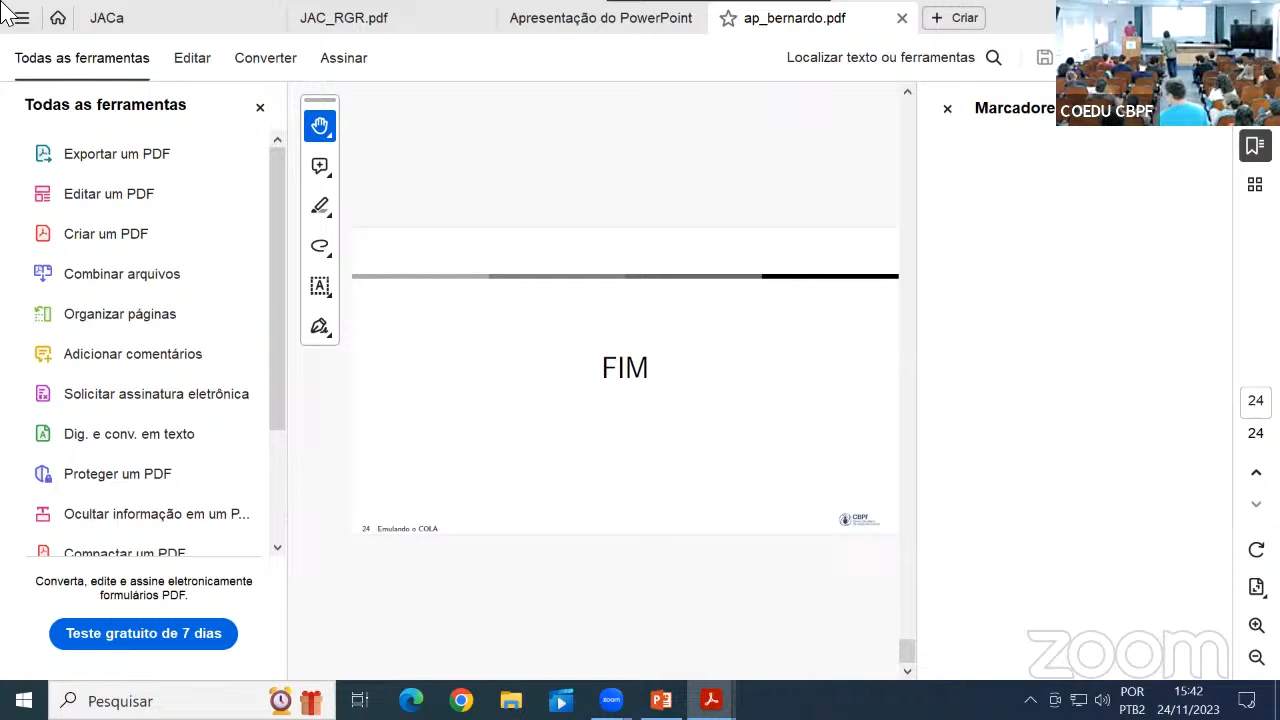 JACa
JAC_RGR.pdf
Apresentação do PowerPoint
ap_bernardo.pdf
Criar
Todas as ferramentas
Editar
Converter
Assinar
Localizar texto ou ferramentas
COEDU CBPF
Todas as ferramentas
Marcadore
Exportar um PDF
Editar um PDF
Criar um PDF
Combinar arquivos
Organizar páginas
Adicionar comentários
Solicitar assinatura eletrônica
Dig. e conv. em texto
Proteger um PDF
Ocultar informação em um P...
Compactar um PDF
Converta, edite e assine eletronicamente
formulários PDF.
Teste gratuito de 7 dias
FIM
24 Emulando o COLA
CBPF
24
24
zoom
Pesquisar
zoom
POR
PTB2
15:42
24/11/2023